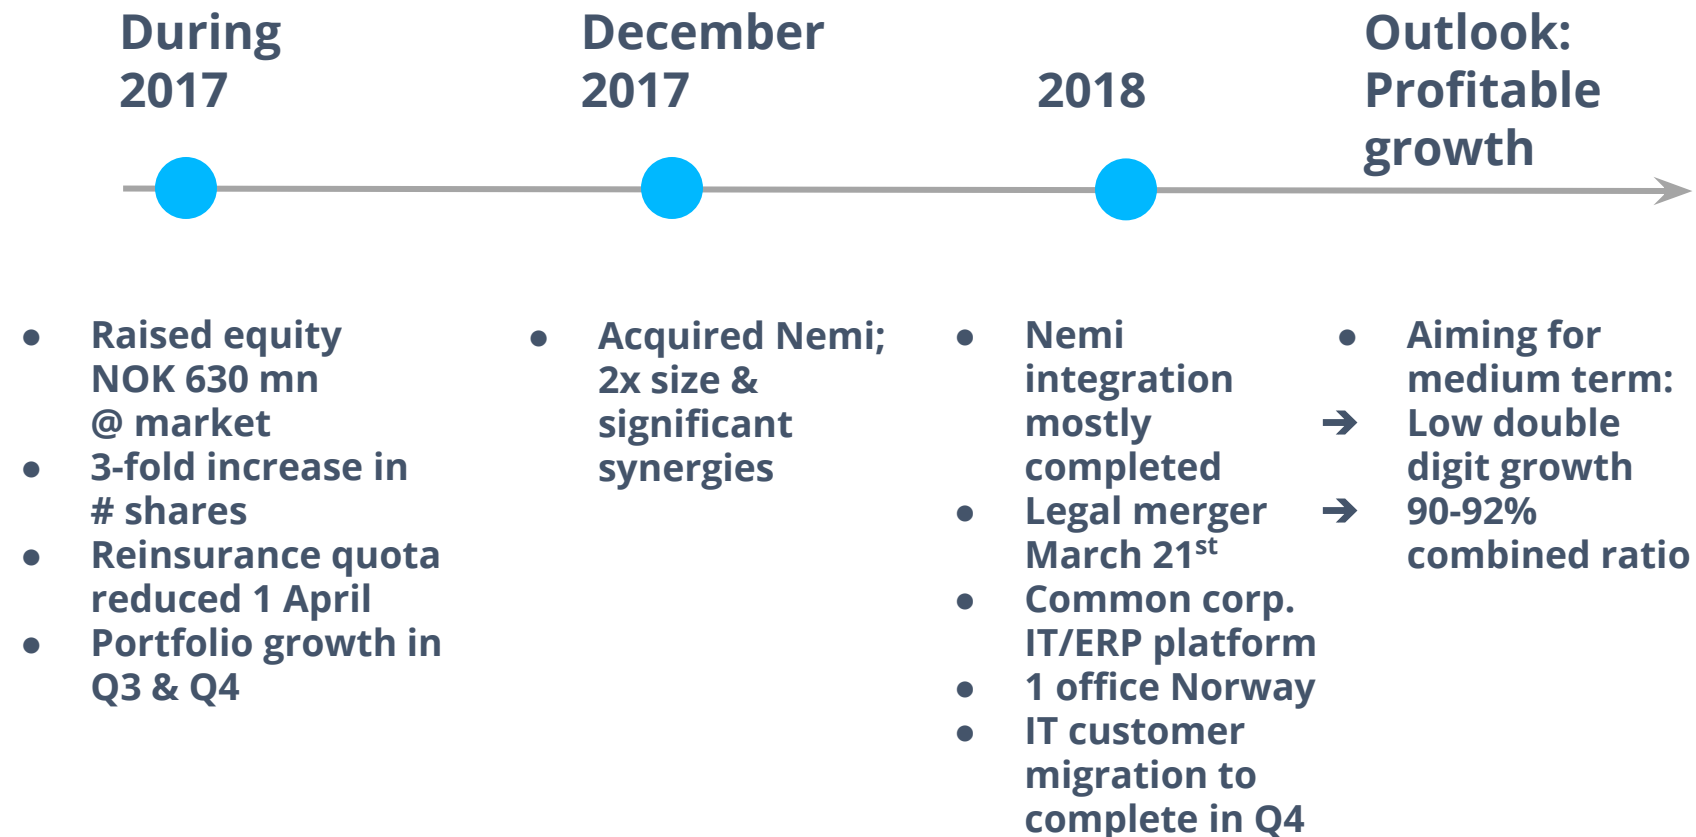 During
2017
December
2017
2018
Outlook:
Profitable
growth
● Raised equity
NOK 630 mn
@ market
● 3-fold increase in
# shares
● Reinsurance quota
reduced 1 April
● Portfolio growth in
Q3 & Q4
● Acquired Nemi;
2x size &
significant
synergies
● Nemi
integration
mostly
completed
● Legal merger
March 21st
● Common corp.
IT/ERP platform
● 1 office Norway
● IT customer
migration to
complete in Q4
● Aiming for
medium term:
➔ Low double
digit growth
➔ 90-92%
combined ratio